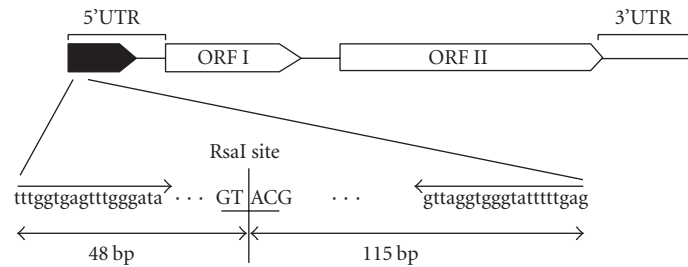 5'UTR 3'UTR
ORF I ORF II
RsaI site
tttggtgagtttgggata · · · GT ACG · · · gttaggtgggtatttttgag
48 bp 115 bp